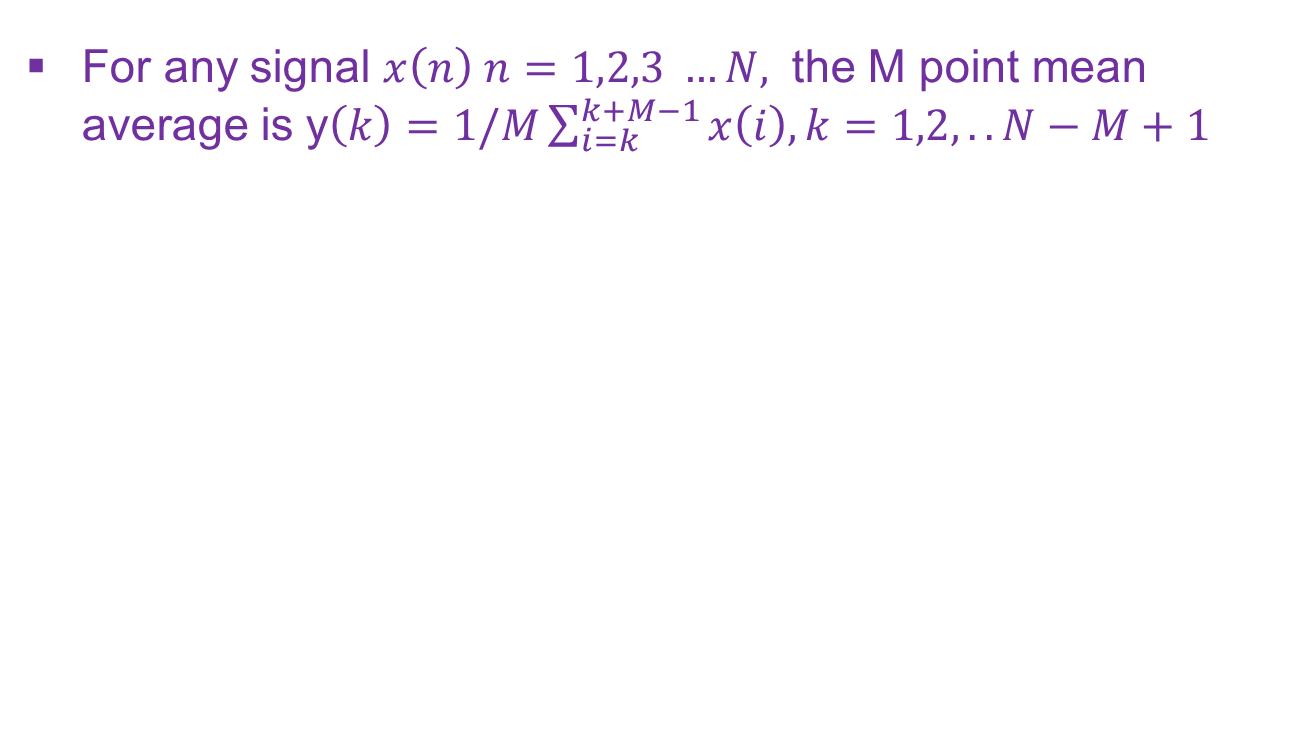 ▪ For any signal 𝑥(𝑛) 𝑛 = 1,2,3 … 𝑁, the M point mean
average is y(𝑘) = 1/𝑀 ∑_{𝑖=𝑘}^{𝑘+𝑀−1} 𝑥(𝑖), 𝑘 = 1,2, . . 𝑁 − 𝑀 + 1